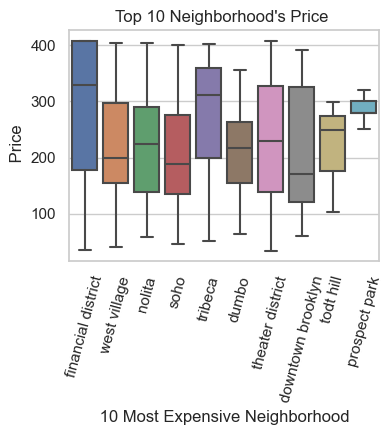 Top 10 Neighborhood's Price
Price
400
300
200
100
financial district
west village
nolita
soho
tribeca
dumbo
theater district
downtown brooklyn
todt hill
prospect park
10 Most Expensive Neighborhood